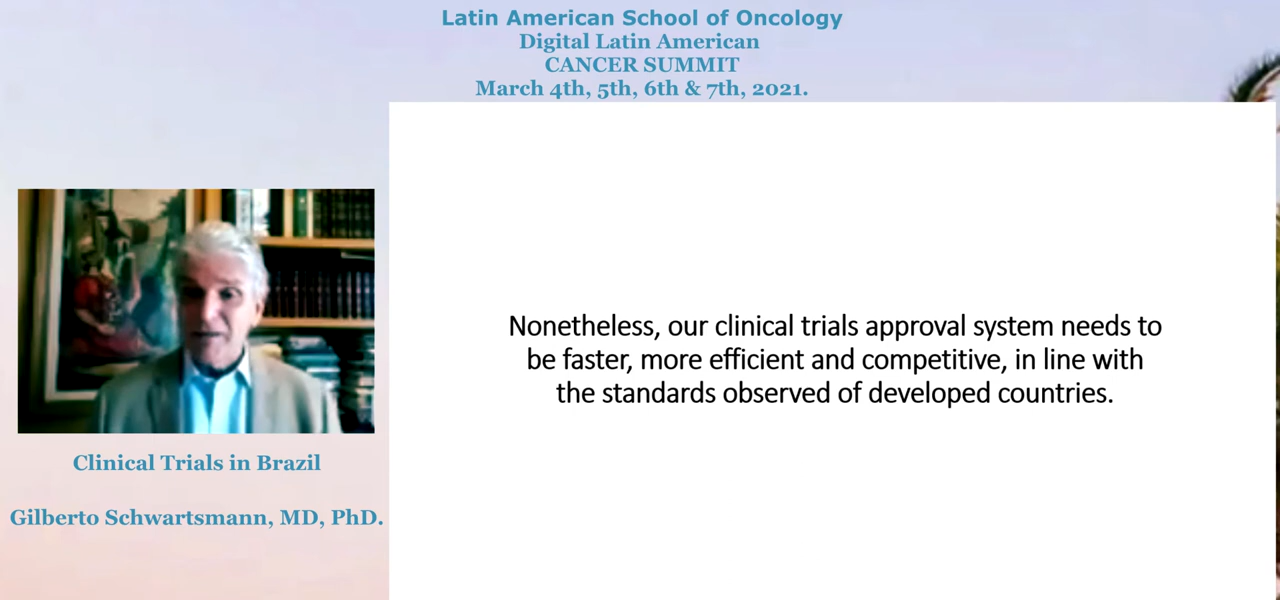 Latin American School of Oncology
Digital Latin American
CANCER SUMMIT
March 4th, 5th, 6th & 7th, 2021.
Nonetheless, our clinical trials approval system needs to
be faster, more efficient and competitive, in line with
the standards observed of developed countries.
Clinical Trials in Brazil
Gilberto Schwartsmann, MD, PhD.